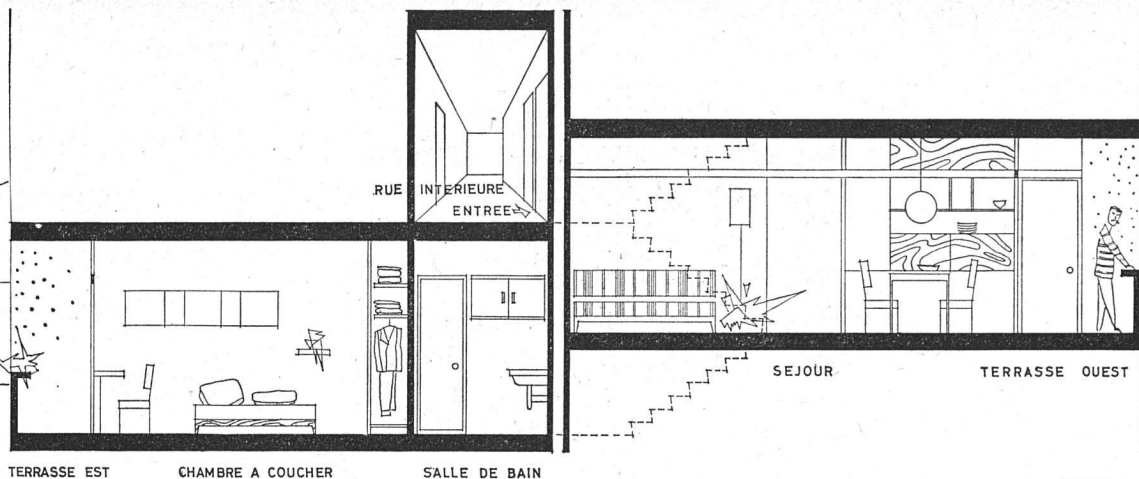 RUE INTERIEURE
ENTREE
SEJOUR
TERRASSE OUEST
TERRASSE EST
CHAMBRE A COUCHER
SALLE DE BAIN